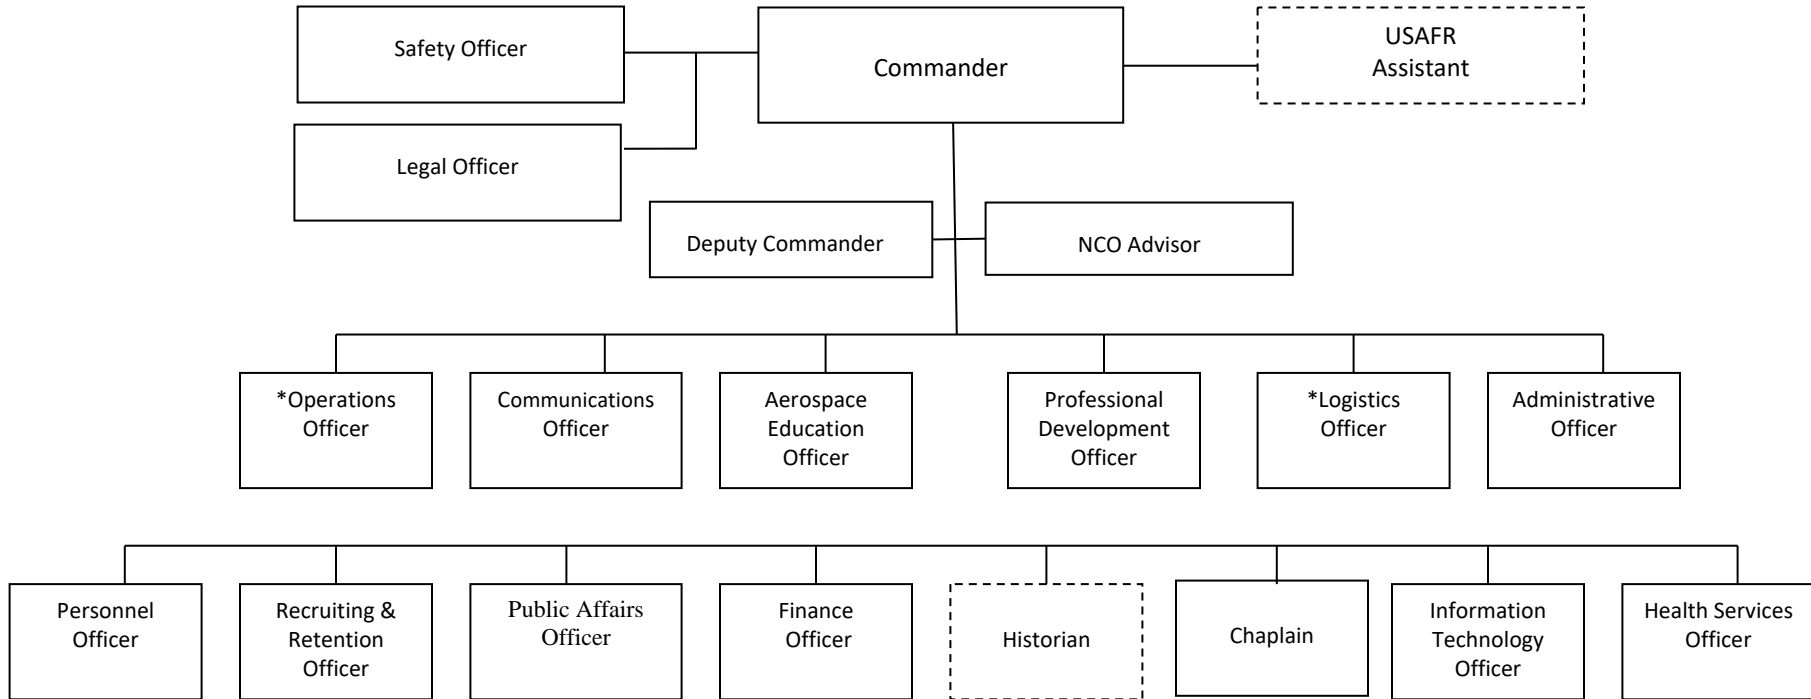 Safety Officer
Commander
USAFR
Assistant
Legal Officer
Deputy Commander
NCO Advisor
*Operations
Officer
Communications
Officer
Aerospace
Education
Officer
Professional
Development
Officer
*Logistics
Officer
Administrative
Officer
Personnel
Officer
Recruiting &
Retention
Officer
Public Affairs
Officer
Finance
Officer
Historian
Chaplain
Information
Technology
Officer
Health Services
Officer